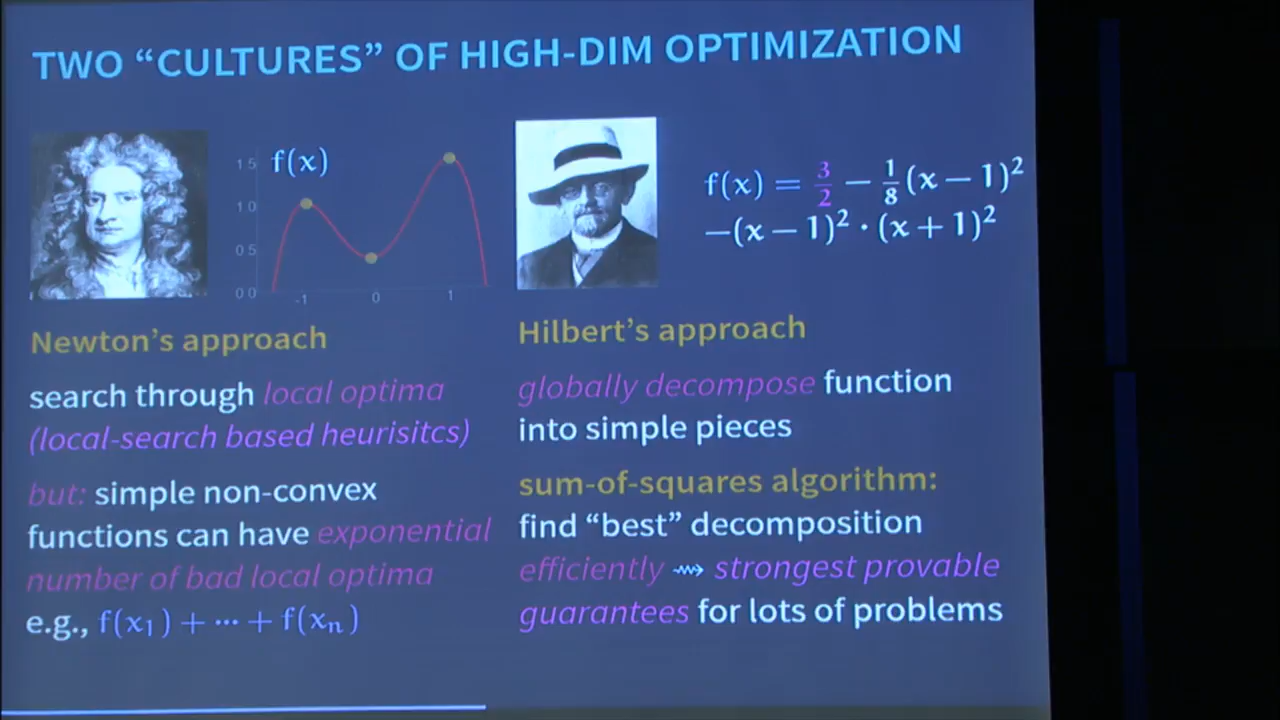 TWO “CULTURES” OF HIGH-DIM OPTIMIZATION
f(x)
1.5
1.0
0.5
0.0
-1 0 1
f(x) = 3/2 − 1/8(x − 1)²
−(x − 1)² · (x + 1)²
Newton’s approach
search through local optima
(local-search based heurisitcs)
but: simple non-convex
functions can have exponential
number of bad local optima
e.g., f(x₁) + ··· + f(xₙ)
Hilbert’s approach
globally decompose function
into simple pieces
sum-of-squares algorithm:
find “best” decomposition
efficiently ⇝ strongest provable
guarantees for lots of problems